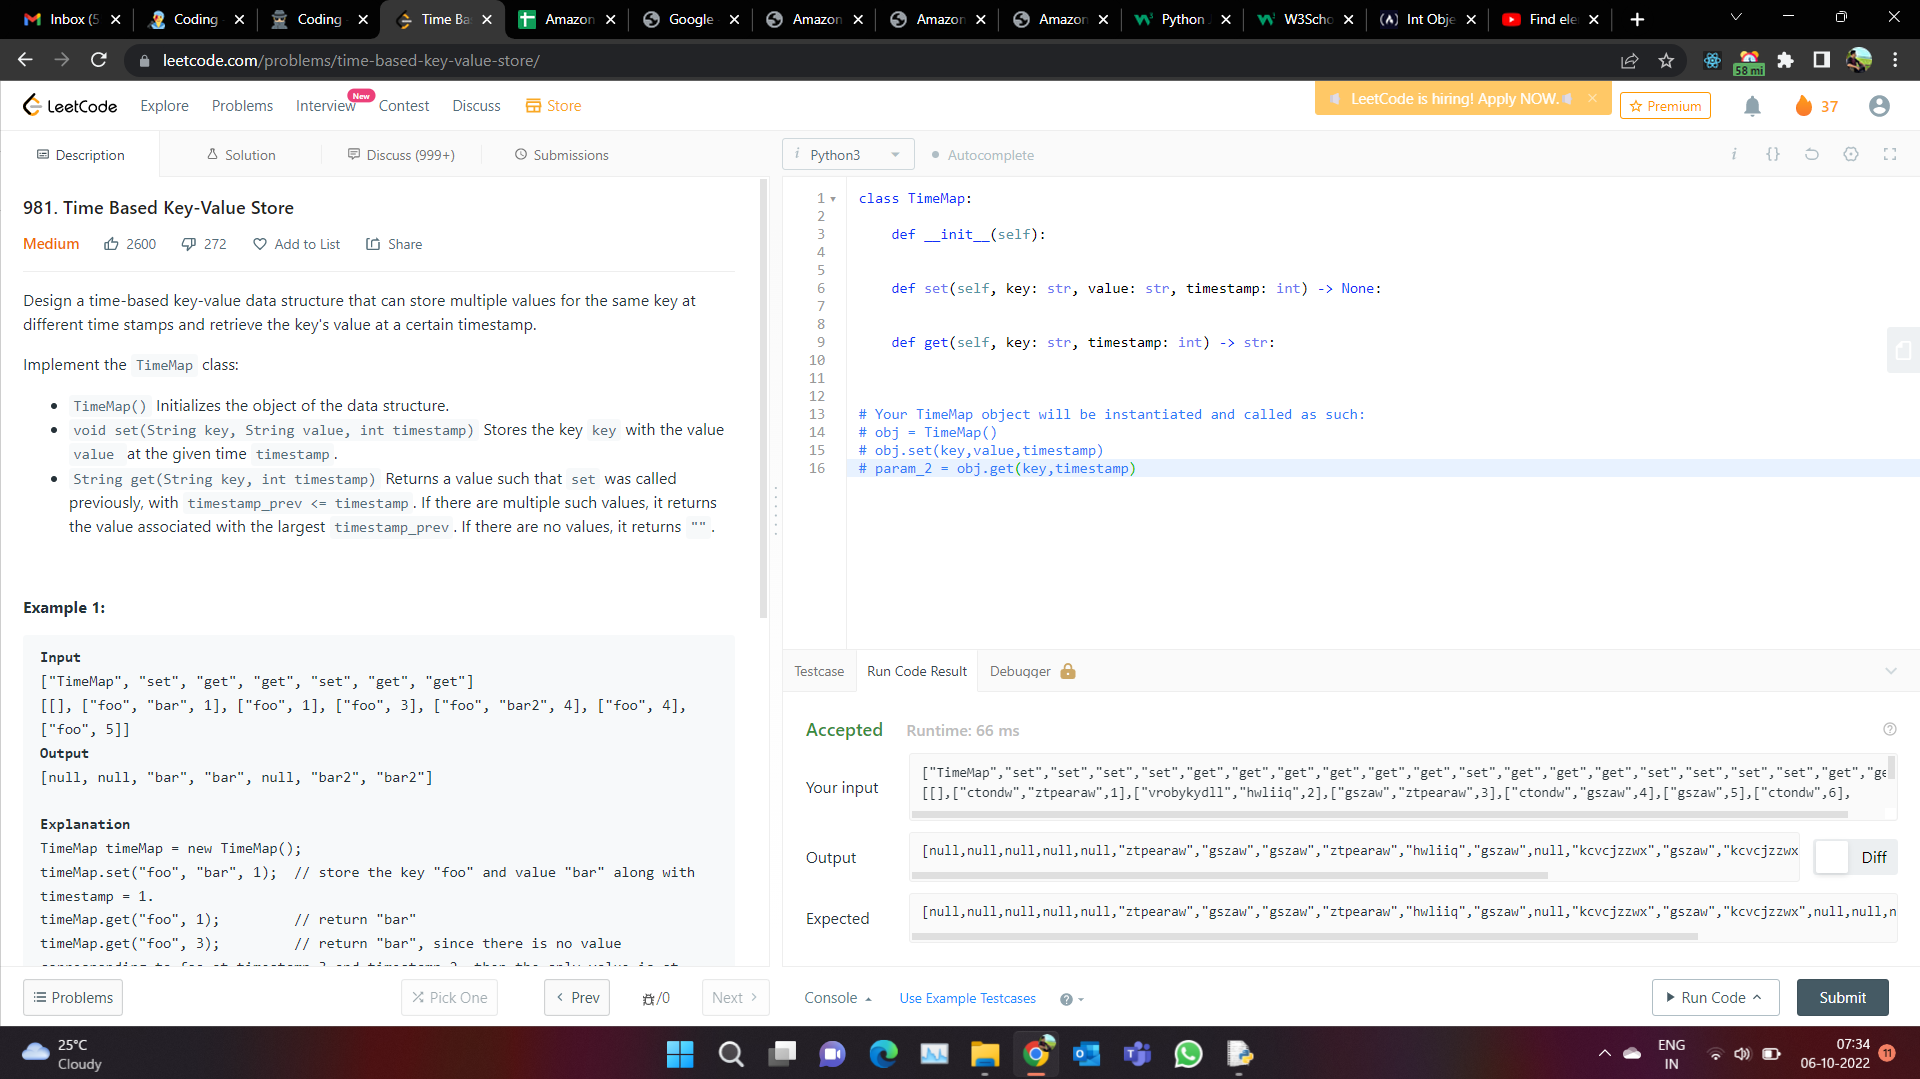 Inbox (5
Coding
Coding
Time Ba
Amazon
Google
Amazon
Amazon
Amazon
Python
W3Scho
Int Obje
Find ele
leetcode.com/problems/time-based-key-value-store/
58 mi
LeetCode
Explore
Problems
Interview
New
Contest
Discuss
Store
LeetCode is hiring! Apply NOW.
Premium
37
Description
Solution
Discuss (999+)
Submissions
i Python3
Autocomplete
981. Time Based Key-Value Store
Medium 2600 272 Add to List Share
Design a time-based key-value data structure that can store multiple values for the same key at
different time stamps and retrieve the key's value at a certain timestamp.
Implement the TimeMap class:
• TimeMap() Initializes the object of the data structure.
• void set(String key, String value, int timestamp) Stores the key key with the value
value at the given time timestamp.
• String get(String key, int timestamp) Returns a value such that set was called
previously, with timestamp_prev <= timestamp. If there are multiple such values, it returns
the value associated with the largest timestamp_prev. If there are no values, it returns "".
Example 1:
Input
["TimeMap", "set", "get", "get", "set", "get", "get"]
[[], ["foo", "bar", 1], ["foo", 1], ["foo", 3], ["foo", "bar2", 4], ["foo", 4],
["foo", 5]]
Output
[null, null, "bar", "bar", null, "bar2", "bar2"]
Explanation
TimeMap timeMap = new TimeMap();
timeMap.set("foo", "bar", 1);  // store the key "foo" and value "bar" along with
timestamp = 1.
timeMap.get("foo", 1);         // return "bar"
timeMap.get("foo", 3);         // return "bar", since there is no value
1 class TimeMap:
2
3     def __init__(self):
4
5
6     def set(self, key: str, value: str, timestamp: int) -> None:
7
8
9     def get(self, key: str, timestamp: int) -> str:
10
11
12
13 # Your TimeMap object will be instantiated and called as such:
14 # obj = TimeMap()
15 # obj.set(key,value,timestamp)
16 # param_2 = obj.get(key,timestamp)
Testcase
Run Code Result
Debugger
Accepted
Runtime: 66 ms
Your input
["TimeMap","set","set","set","set","get","get","get","get","get","get","set","get","get","get","set","set","set","set","get","ge
[[],["ctondw","ztpearaw",1],["vrobykydll","hwliiq",2],["gszaw","ztpearaw",3],["ctondw","gszaw",4],["gszaw",5],["ctondw",6],
Output
[null,null,null,null,null,"ztpearaw","gszaw","gszaw","ztpearaw","hwliiq","gszaw",null,"kcvcjzzwx","gszaw","kcvcjzzwx
Diff
Expected
[null,null,null,null,null,"ztpearaw","gszaw","gszaw","ztpearaw","hwliiq","gszaw",null,"kcvcjzzwx","gszaw","kcvcjzzwx",null,null,n
Problems
Pick One
Prev
/0
Next
Console
Use Example Testcases
Run Code
Submit
25°C
Cloudy
ENG
IN
07:34
06-10-2022
11